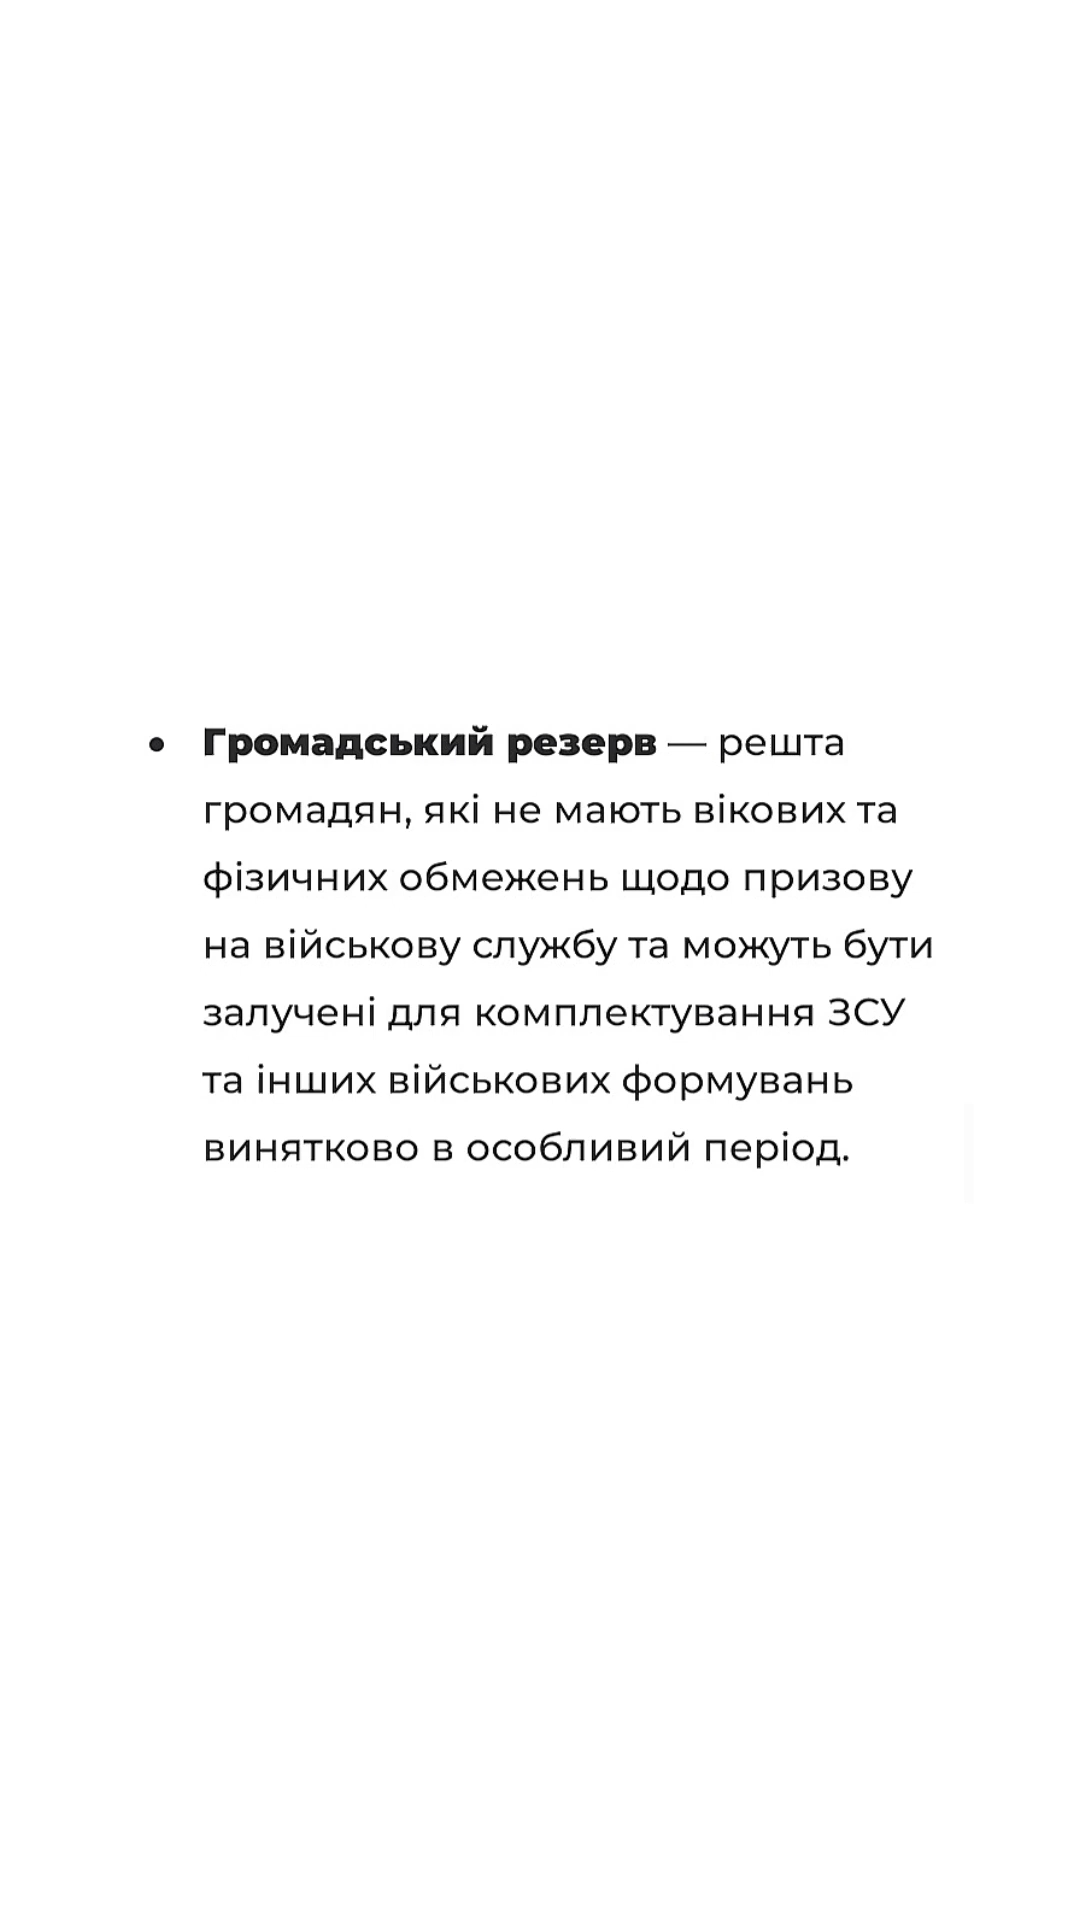 • Громадський резерв — решта
громадян, які не мають вікових та
фізичних обмежень щодо призову
на військову службу та можуть бути
залучені для комплектування ЗСУ
та інших військових формувань
винятково в особливий період.